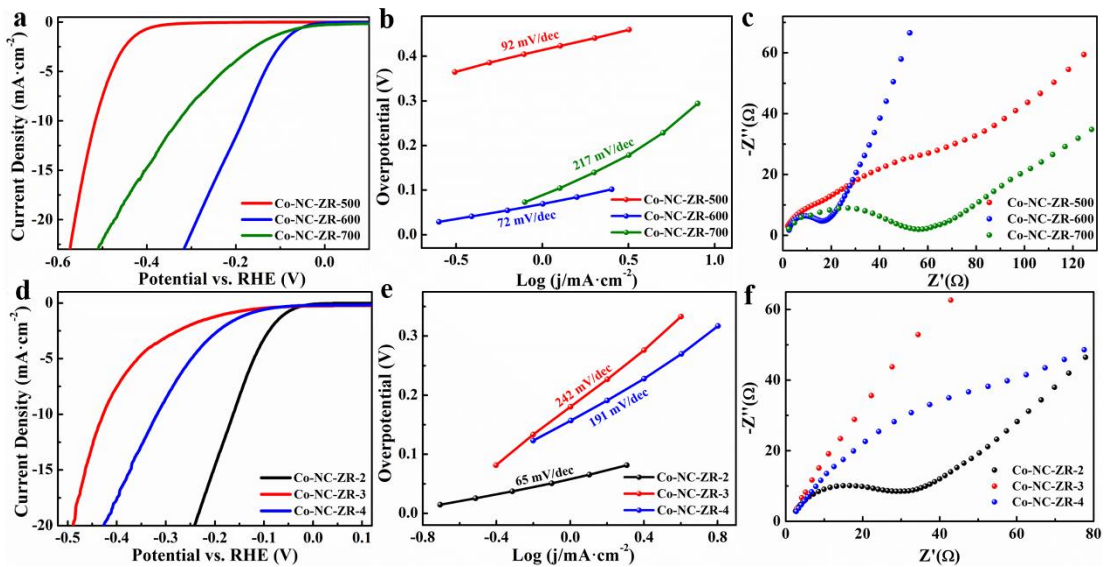 a
Current Density (mA·cm⁻²)
0
-5
-10
-15
-20
-0.6
-0.4
-0.2
0.0
Potential vs. RHE (V)
Co-NC-ZR-500
Co-NC-ZR-600
Co-NC-ZR-700
b
Overpotential (V)
0.4
0.3
0.2
0.1
0.0
-0.5
0.0
0.5
1.0
Log (j/mA·cm⁻²)
92 mV/dec
217 mV/dec
72 mV/dec
Co-NC-ZR-500
Co-NC-ZR-600
Co-NC-ZR-700
c
-Z''(Ω)
60
40
20
0
0
20
40
60
80
100
120
Z'(Ω)
Co-NC-ZR-500
Co-NC-ZR-600
Co-NC-ZR-700
d
Current Density (mA·cm⁻²)
0
-5
-10
-15
-20
-0.5
-0.4
-0.3
-0.2
-0.1
0.0
0.1
Potential vs. RHE (V)
Co-NC-ZR-2
Co-NC-ZR-3
Co-NC-ZR-4
e
Overpotential (V)
0.3
0.2
0.1
0.0
-0.8
-0.4
0.0
0.4
0.8
Log (j/mA·cm⁻²)
242 mV/dec
191 mV/dec
65 mV/dec
Co-NC-ZR-2
Co-NC-ZR-3
Co-NC-ZR-4
f
-Z''(Ω)
60
40
20
0
0
20
40
60
80
Z'(Ω)
Co-NC-ZR-2
Co-NC-ZR-3
Co-NC-ZR-4